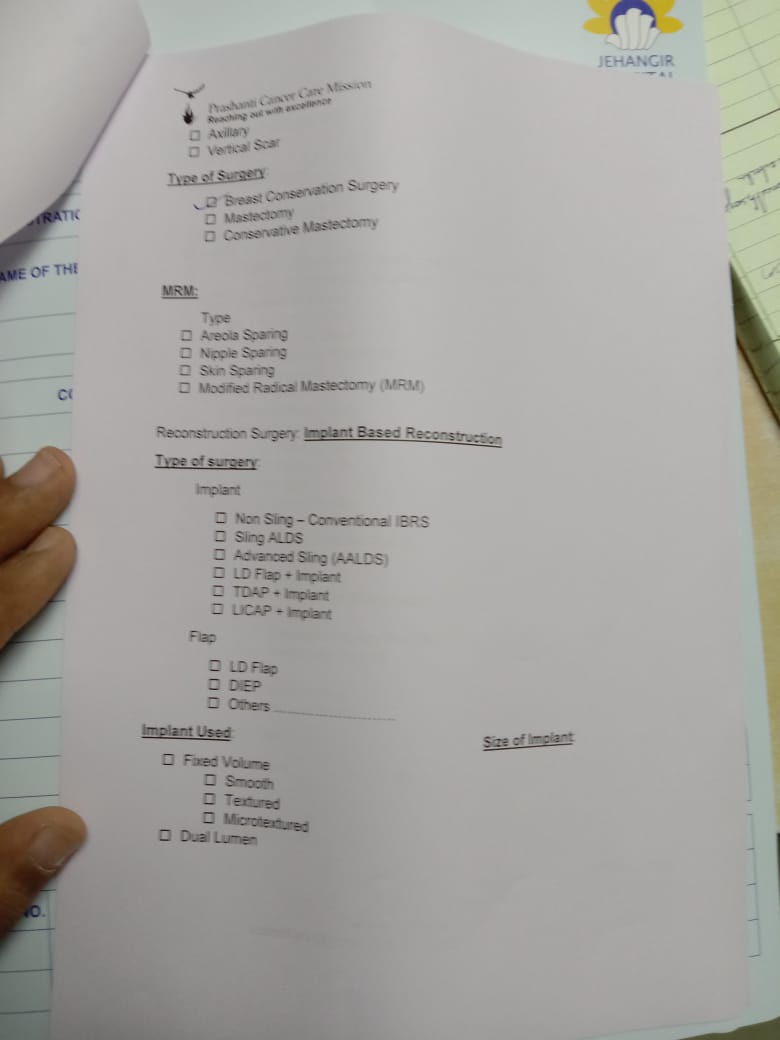 JEHANGIR
Prashanti Cancer Care Mission
Reaching out with excellence
☐ Axillary
☐ Vertical Scar
Type of Surgery:
☑ Breast Conservation Surgery
☐ Mastectomy
☐ Conservative Mastectomy
MRM:
Type
☐ Areola Sparing
☐ Nipple Sparing
☐ Skin Sparing
☐ Modified Radical Mastectomy (MRM)
Reconstruction Surgery: Implant Based Reconstruction
Type of surgery:
Implant
☐ Non Sling – Conventional IBRS
☐ Sling ALDS
☐ Advanced Sling (AALDS)
☐ LD Flap + Implant
☐ TDAP + Implant
☐ LICAP + Implant
Flap
☐ LD Flap
☐ DIEP
☐ Others
Implant Used:
Size of Implant
☐ Fixed Volume
☐ Smooth
☐ Textured
☐ Microtextured
☐ Dual Lumen
AME OF THE
NO.